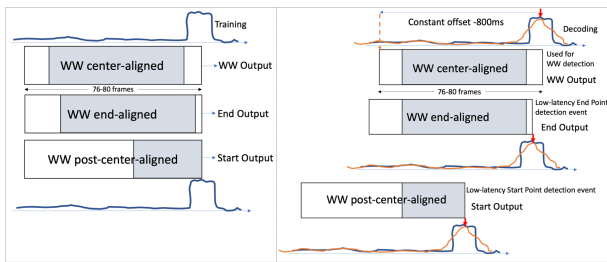 Training
WW center-aligned
WW Output
76-80 frames
WW end-aligned
End Output
WW post-center-aligned
Start Output
Constant offset -800ms
Decoding
WW center-aligned
Used for
WW detection
WW Output
76-80 frames
Low-latency End Point
detection event
WW end-aligned
End Output
Low-latency Start Point detection event
WW post-center-aligned
Start Output